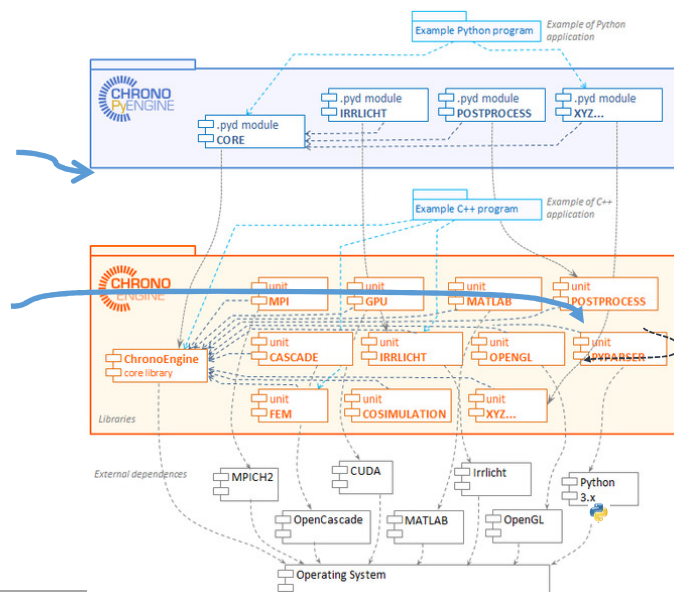 Example of Python
application
Example Python program
CHRONO
PyENGINE
.pyd module
IRRLICHT
.pyd module
POSTPROCESS
.pyd module
XYZ...
.pyd module
CORE
Example of C++
application
Example C++ program
CHRONO
ENGINE
unit
MPI
unit
GPU
unit
MATLAB
unit
POSTPROCESS
ChronoEngine
core library
unit
CASCADE
unit
IRRLICHT
unit
OPENGL
unit
PYPARSER
unit
FEM
unit
COSIMULATION
unit
XYZ...
Libraries
External dependences
MPICH2
CUDA
Irrlicht
Python
3.x
OpenCascade
MATLAB
OpenGL
Operating System